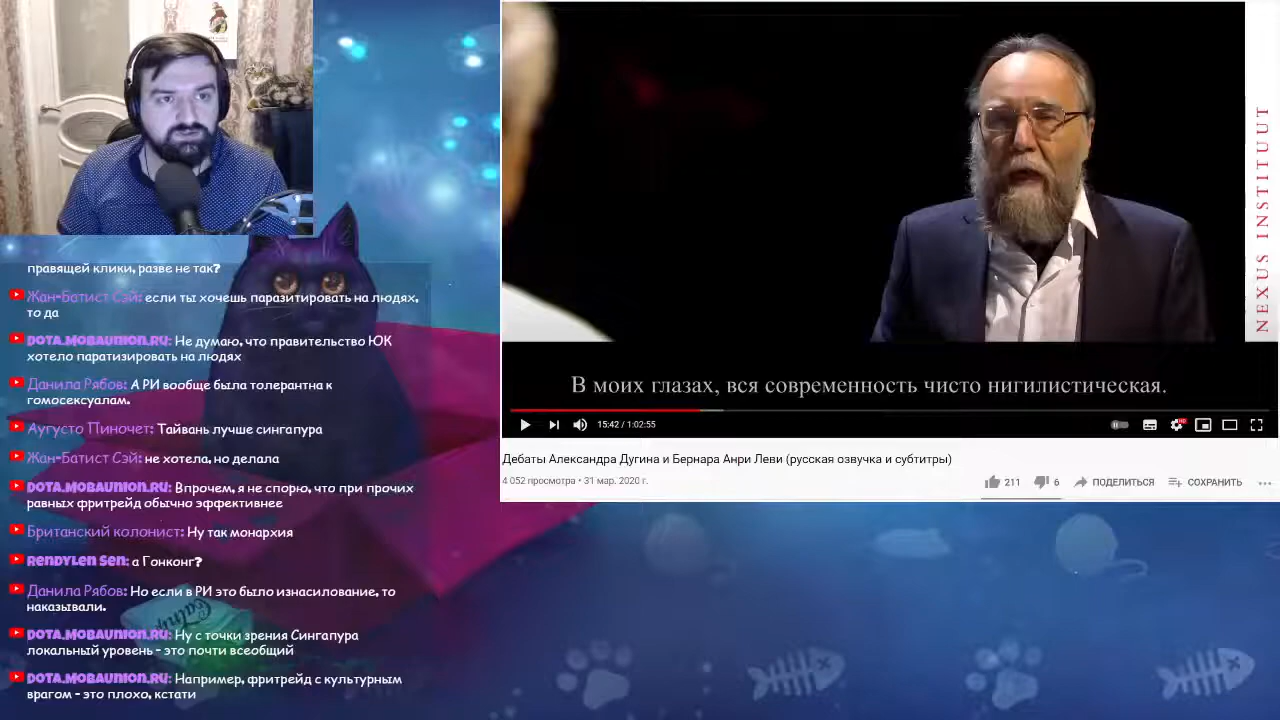 правящей клики, разве не так?
Жан-Батист Сэй: если ты хочешь паразитировать на людях,
то да
DOTA.MOBAUNION.RU: Не думаю, что правительство ЮК
хотело паратизировать на людях
Данила Рябов: А РИ вообще была толерантна к
гомосексуалам.
Аугусто Пиночет: Тайвань лучше сингапура
Жан-Батист Сэй: не хотела, но делала
DOTA.MOBAUNION.RU: Впрочем, я не спорю, что при прочих
равных фритрейд обычно эффективнее
Британский колонист: Ну так монархия
Rendylen Sen: а Гонконг?
Данила Рябов: Но если в РИ это было изнасилование, то
наказывали.
DOTA.MOBAUNION.RU: Ну с точки зрения Сингапура
локальный уровень - это почти всеобщий
DOTA.MOBAUNION.RU: Например, фритрейд с культурным
врагом - это плохо, кстати
Catnip
NEXUS INSTITUUT
В моих глазах, вся современность чисто нигилистическая.
15:42 / 1:02:55
HD
Дебаты Александра Дугина и Бернара Анри Леви (русская озвучка и субтитры)
4 052 просмотра • 31 мар. 2020 г.
211
6
ПОДЕЛИТЬСЯ
СОХРАНИТЬ